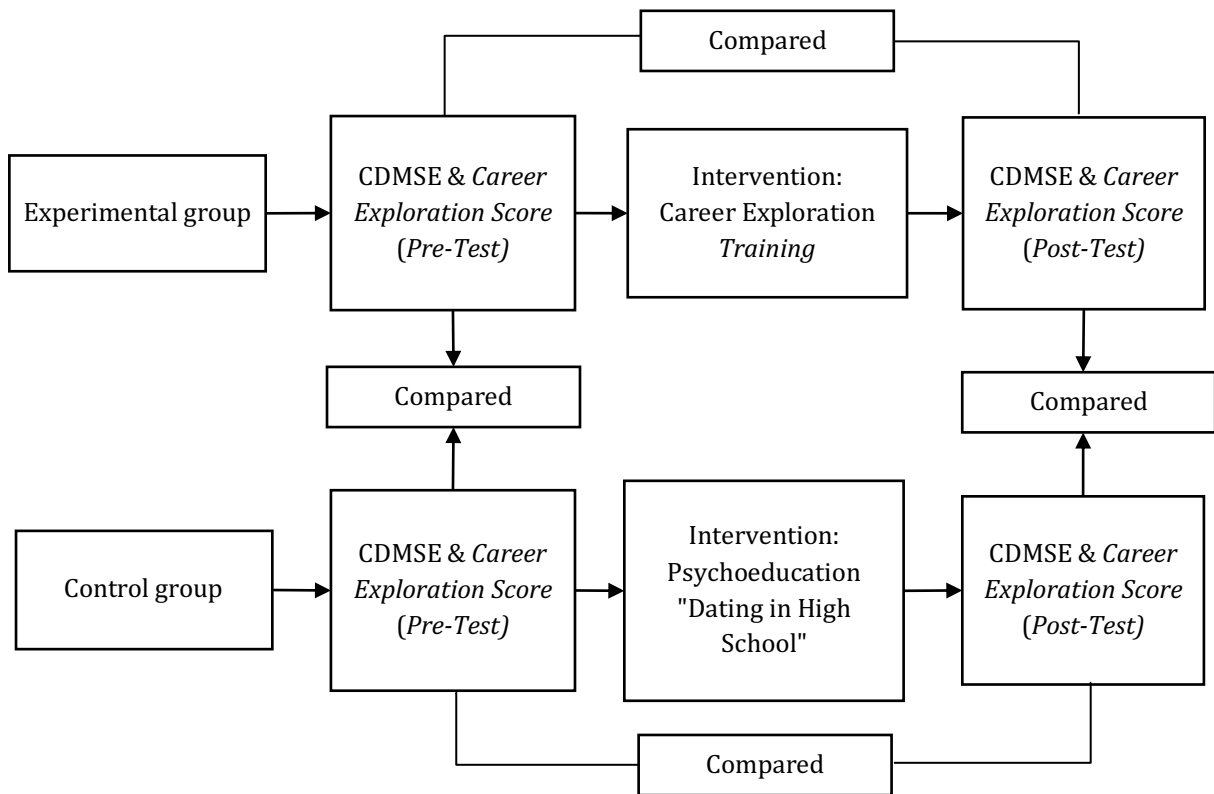 Compared
Experimental group
CDMSE & Career
Exploration Score
(Pre-Test)
Intervention:
Career Exploration
Training
CDMSE & Career
Exploration Score
(Post-Test)
Compared
Compared
Control group
CDMSE & Career
Exploration Score
(Pre-Test)
Intervention:
Psychoeducation
"Dating in High
School"
CDMSE & Career
Exploration Score
(Post-Test)
Compared